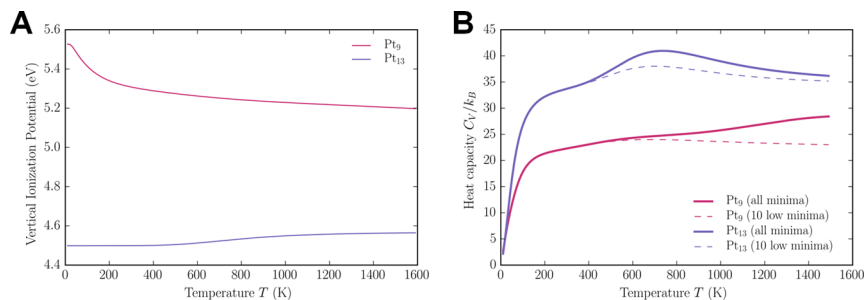 A
Vertical Ionization Potential (eV)
5.6
5.4
5.2
5.0
4.8
4.6
4.4
Pt₉
Pt₁₃
0 200 400 600 800 1000 1200 1400 1600
Temperature T (K)
B
Heat capacity C_V/k_B
45
40
35
30
25
20
15
10
5
0
Pt₉ (all minima)
Pt₉ (10 low minima)
Pt₁₃ (all minima)
Pt₁₃ (10 low minima)
0 200 400 600 800 1000 1200 1400 1600
Temperature T (K)